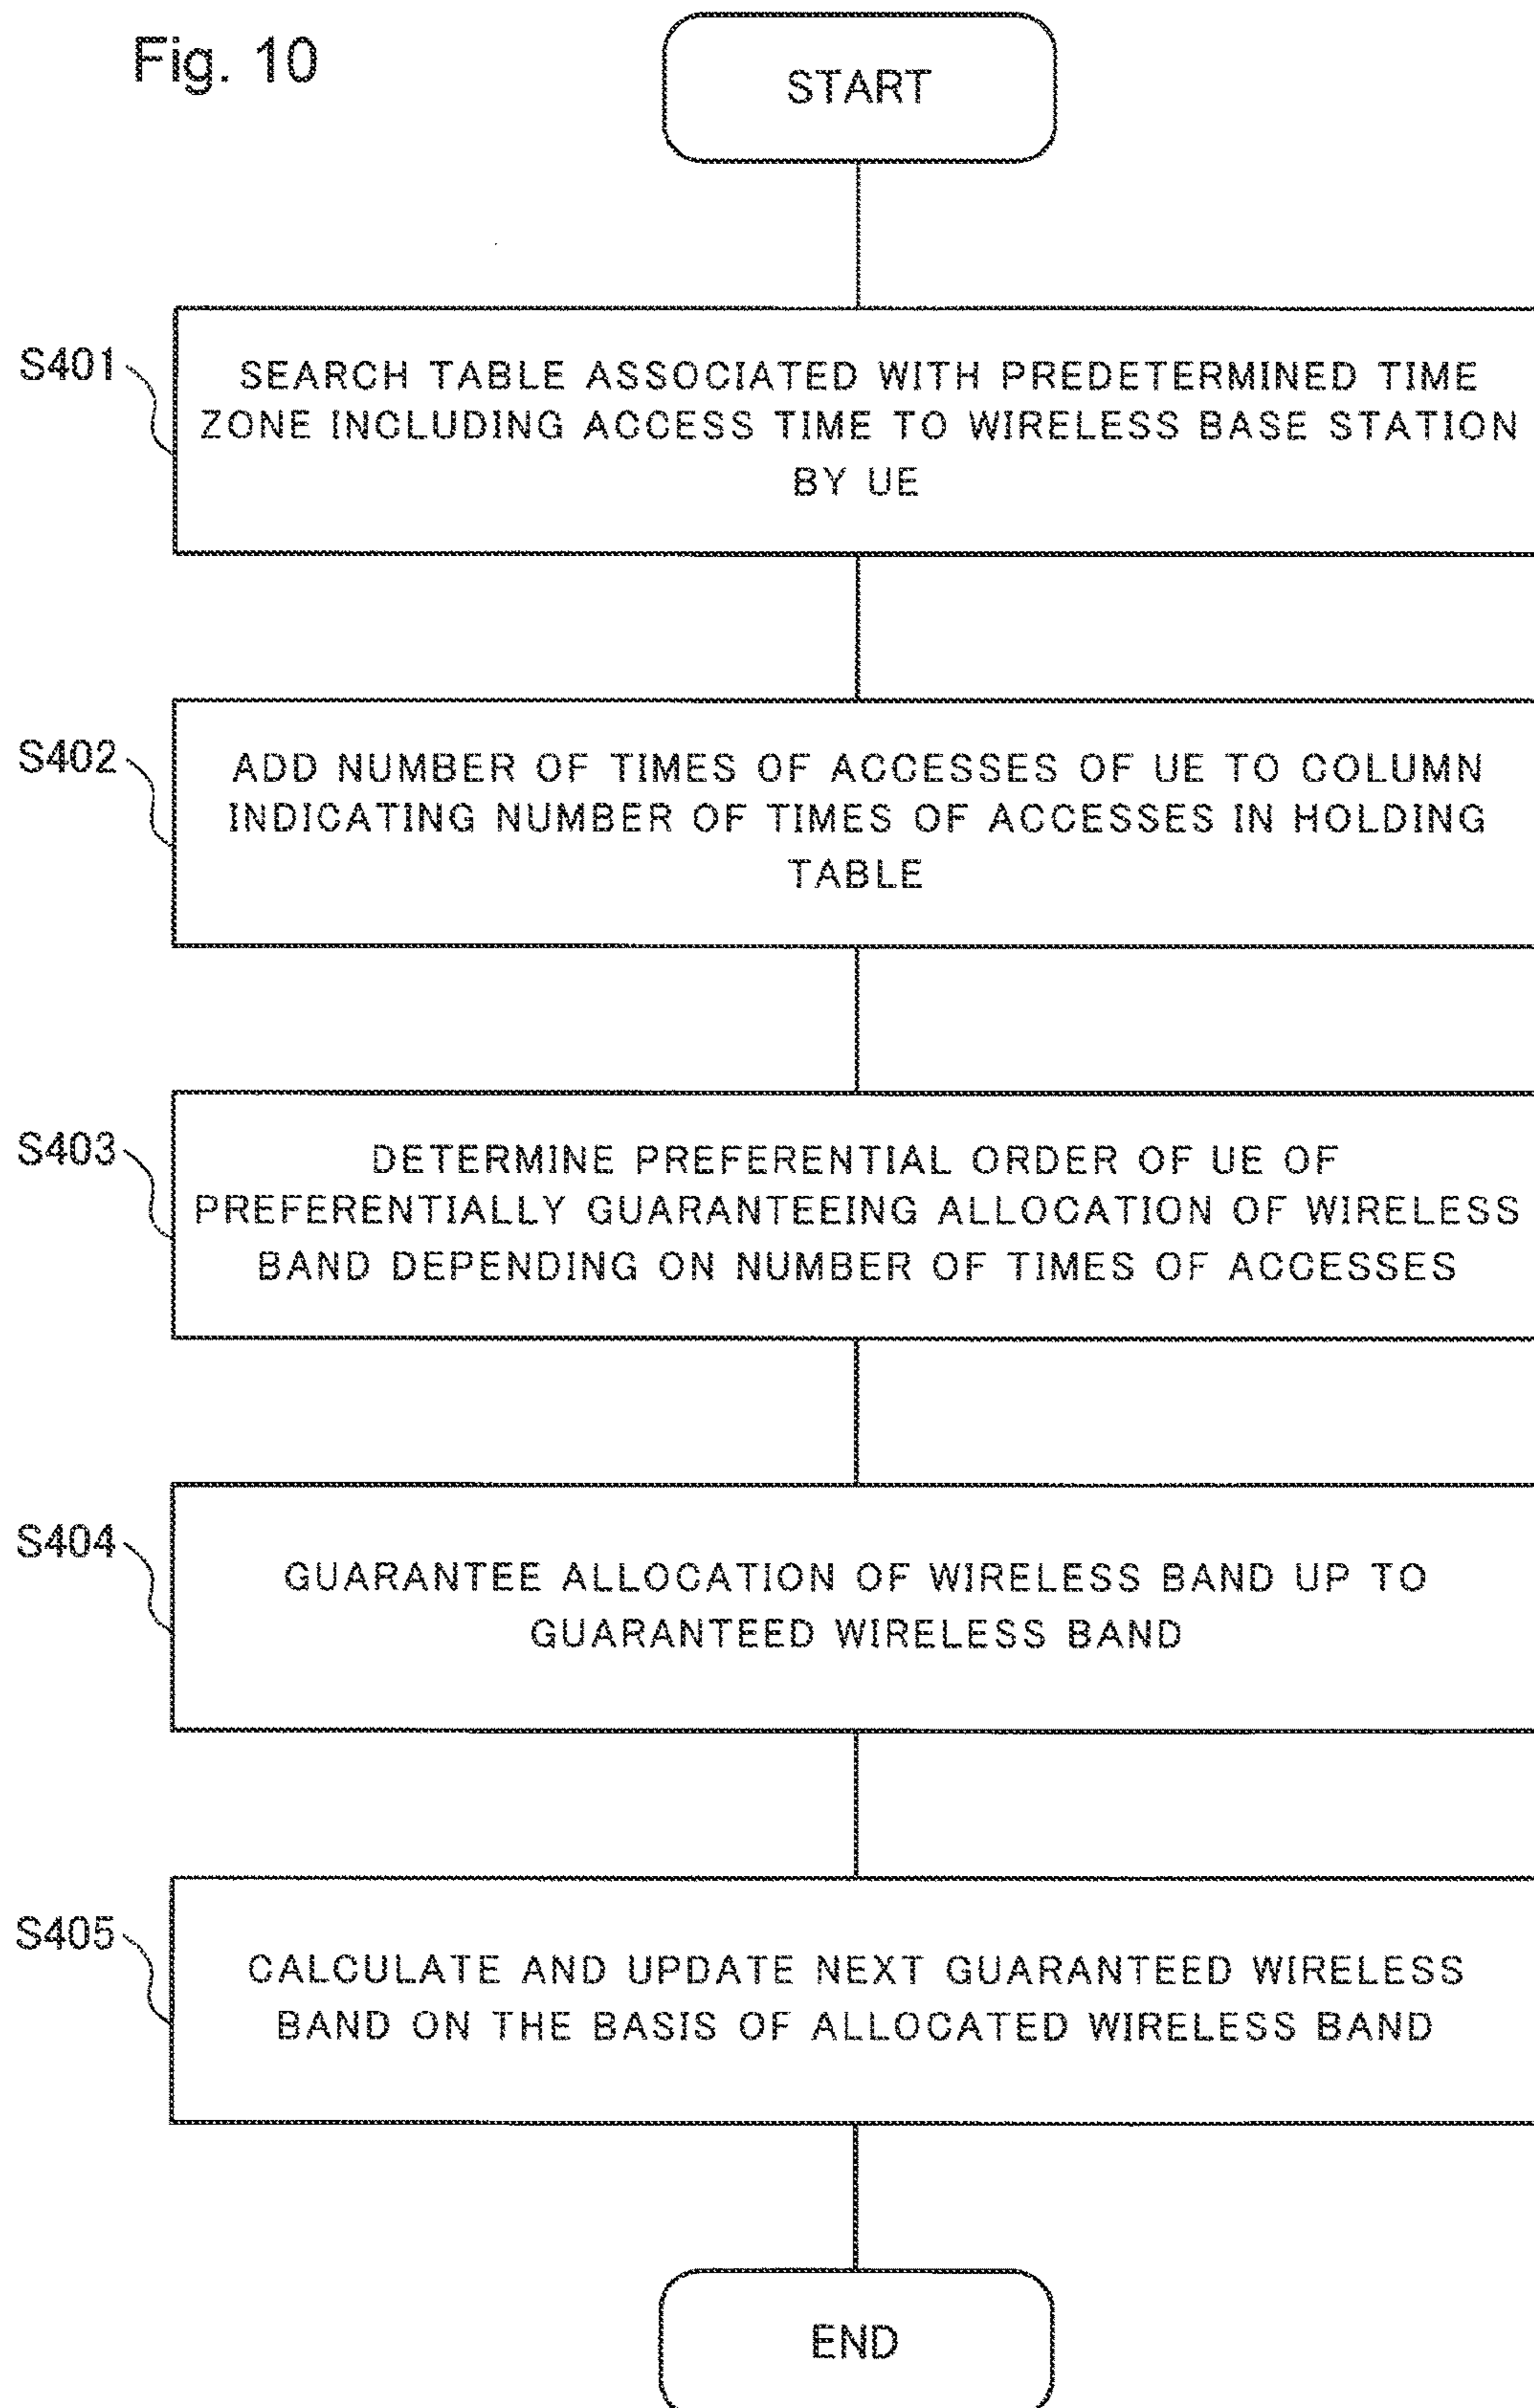 Fig. 10
START
S401
SEARCH TABLE ASSOCIATED WITH PREDETERMINED TIME
ZONE INCLUDING ACCESS TIME TO WIRELESS BASE STATION
BY UE
S402
ADD NUMBER OF TIMES OF ACCESSES OF UE TO COLUMN
INDICATING NUMBER OF TIMES OF ACCESSES IN HOLDING
TABLE
S403
DETERMINE PREFERENTIAL ORDER OF UE OF
PREFERENTIALLY GUARANTEEING ALLOCATION OF WIRELESS
BAND DEPENDING ON NUMBER OF TIMES OF ACCESSES
S404
GUARANTEE ALLOCATION OF WIRELESS BAND UP TO
GUARANTEED WIRELESS BAND
S405
CALCULATE AND UPDATE NEXT GUARANTEED WIRELESS
BAND ON THE BASIS OF ALLOCATED WIRELESS BAND
END